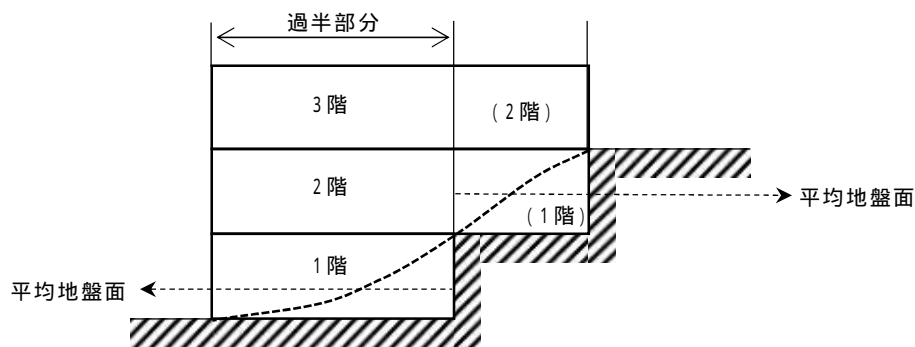 過半部分
3階
(2階)
2階
平均地盤面
(1階)
1階
平均地盤面